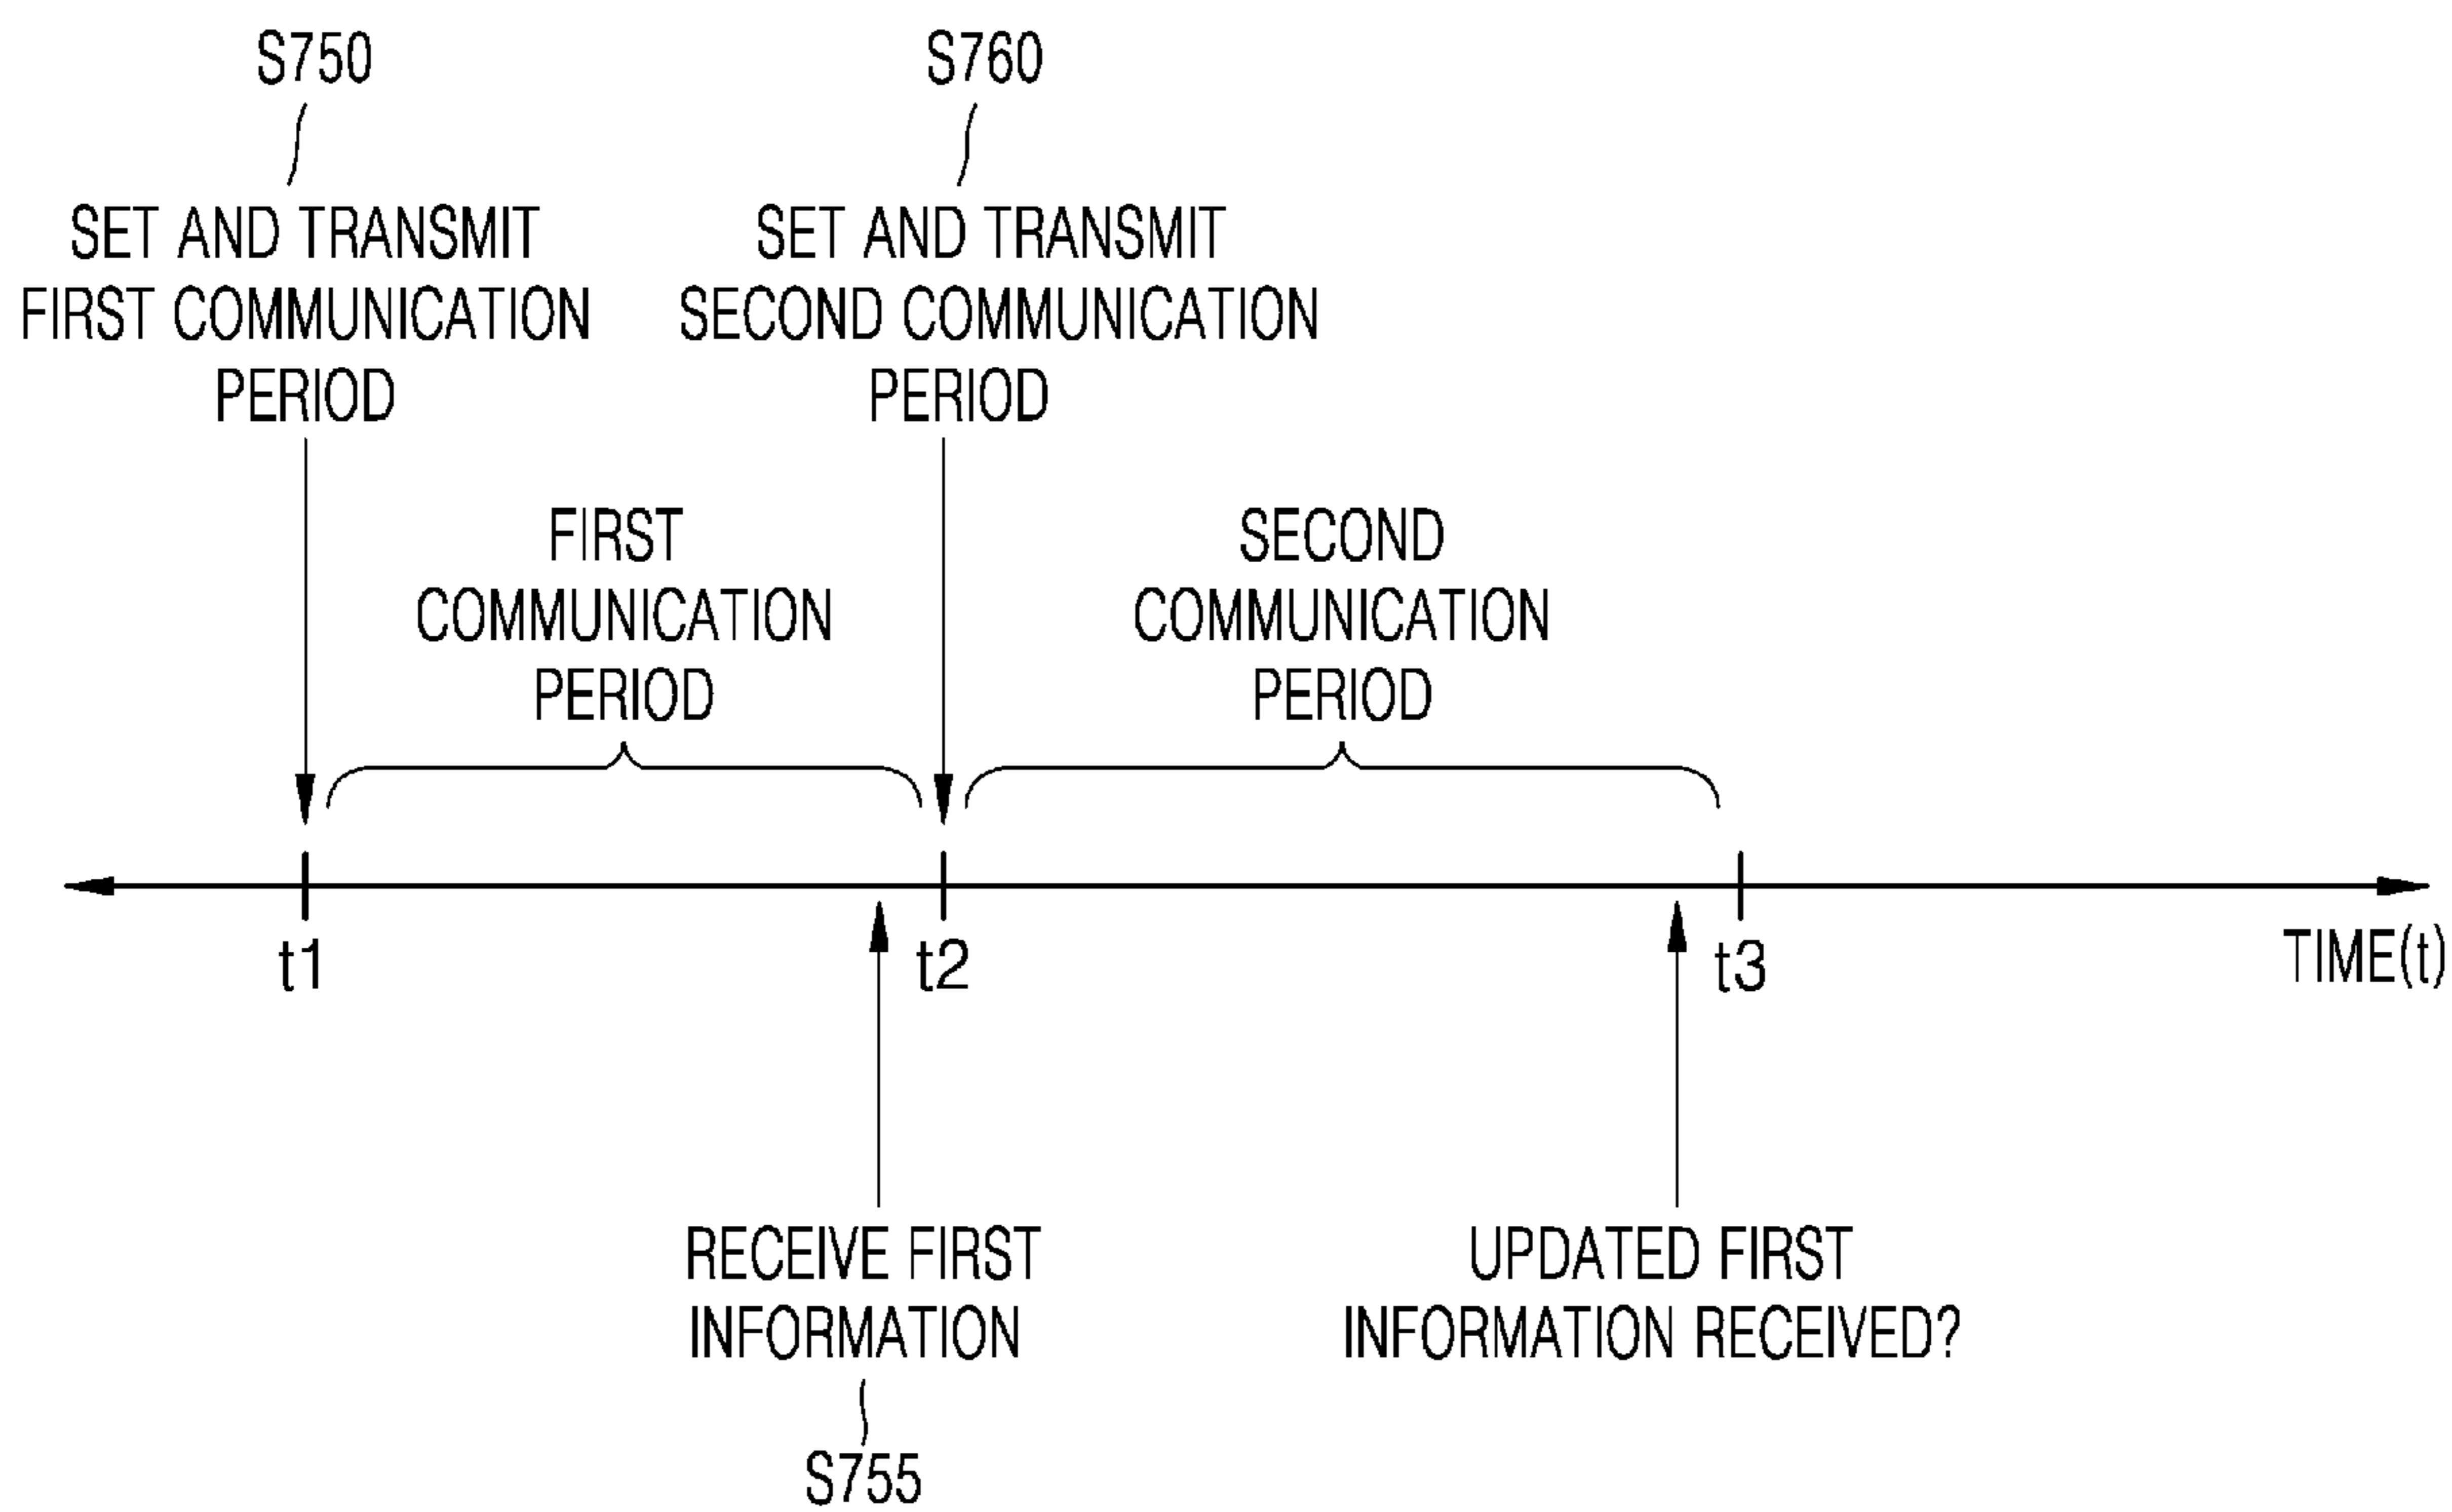 S750
SET AND TRANSMIT
FIRST COMMUNICATION
PERIOD
S760
SET AND TRANSMIT
SECOND COMMUNICATION
PERIOD
FIRST
COMMUNICATION
PERIOD
SECOND
COMMUNICATION
PERIOD
t1
t2
t3
TIME(t)
RECEIVE FIRST
INFORMATION
S755
UPDATED FIRST
INFORMATION RECEIVED?